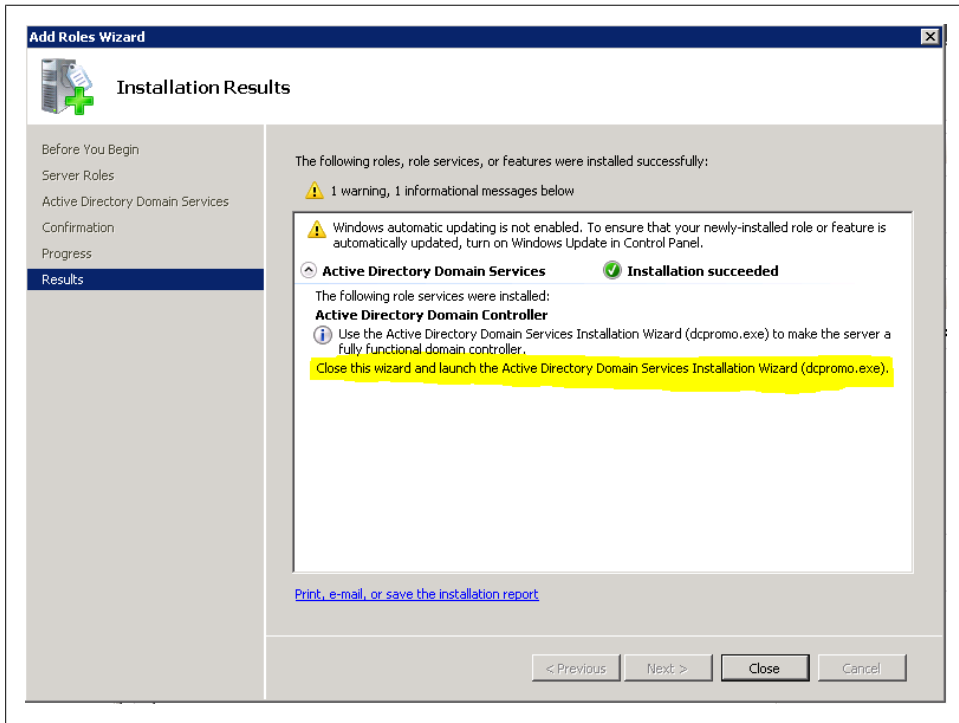 Add Roles Wizard
Installation Results
Before You Begin
Server Roles
Active Directory Domain Services
Confirmation
Progress
Results
The following roles, role services, or features were installed successfully:
1 warning, 1 informational messages below
Windows automatic updating is not enabled. To ensure that your newly-installed role or feature is
automatically updated, turn on Windows Update in Control Panel.
Active Directory Domain Services Installation succeeded
The following role services were installed:
Active Directory Domain Controller
Use the Active Directory Domain Services Installation Wizard (dcpromo.exe) to make the server a
fully functional domain controller.
Close this wizard and launch the Active Directory Domain Services Installation Wizard (dcpromo.exe).
Print, e-mail, or save the installation report
< Previous Next > Close Cancel